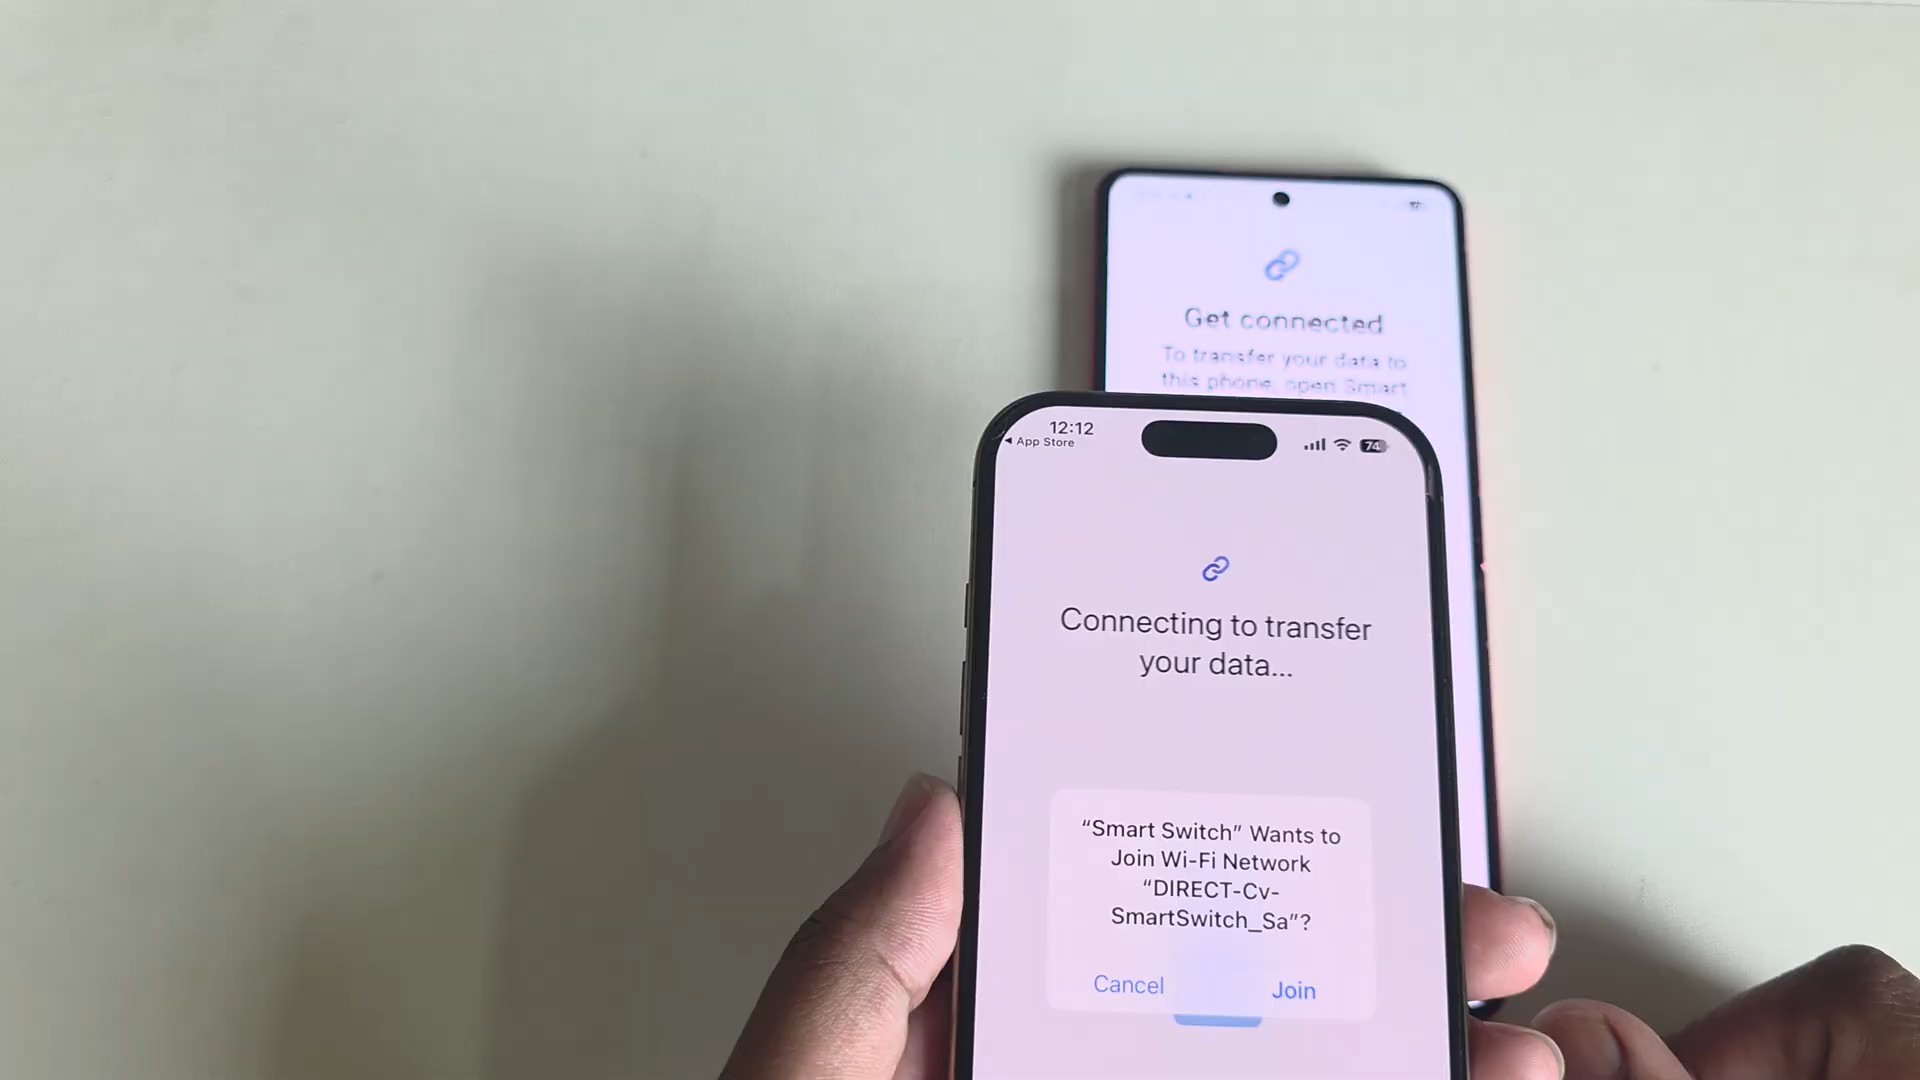 Get connected
To transfer your data to
this phone, open Smart
12:12
App Store
74
Connecting to transfer
your data...
“Smart Switch” Wants to
Join Wi-Fi Network
“DIRECT-Cv-
SmartSwitch_Sa”?
Cancel
Join